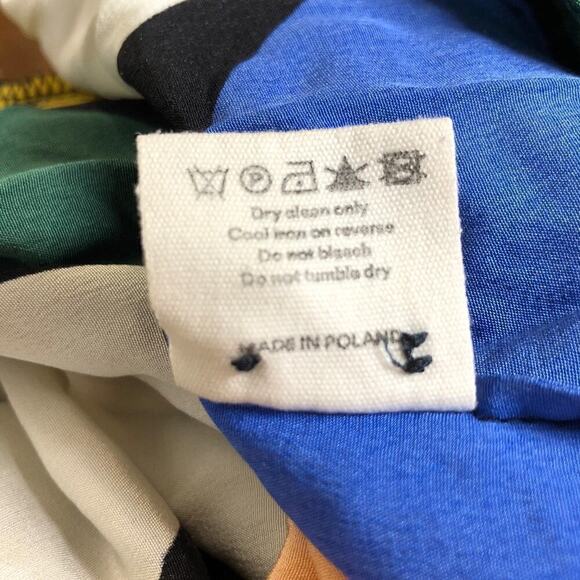 P
Dry clean only
Cool iron on reverse
Do not bleach
Do not tumble dry
MADE IN POLAND